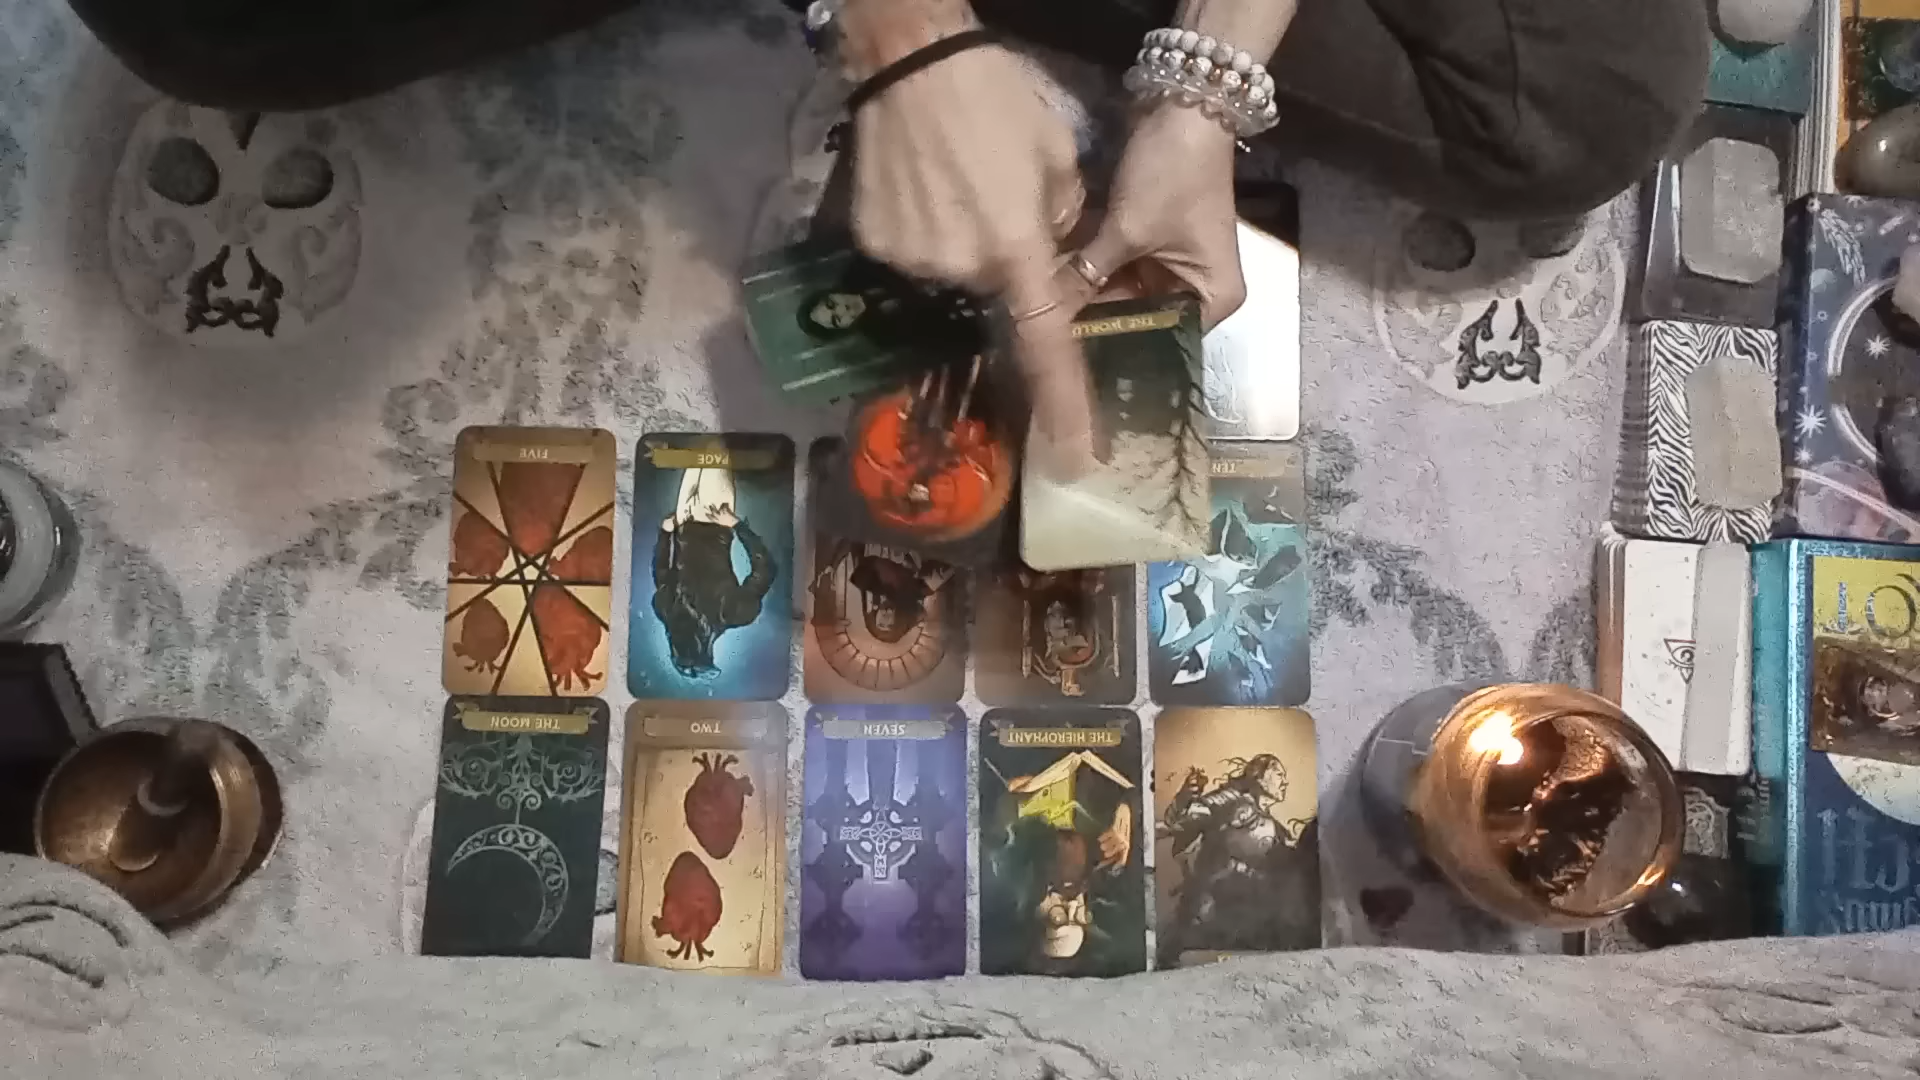 THE WORLD
FIVE
PAGE
TEN
THE MOON
TWO
SEVEN
THE HIEROPHANT